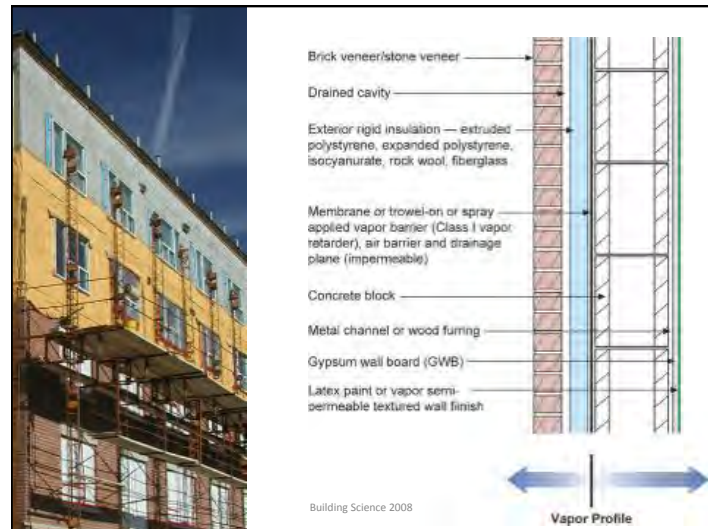 Brick veneer/stone veneer
Drained cavity
Exterior rigid insulation — extruded
polystyrene, expanded polystyrene,
isocyanurate, rock wool, fiberglass
Membrane or trowel-on or spray
applied vapor barrier (Class I vapor
retarder), air barrier and drainage
plane (impermeable)
Concrete block
Metal channel or wood furring
Gypsum wall board (GWB)
Latex paint or vapor semi-
permeable textured wall finish
Building Science 2008
Vapor Profile